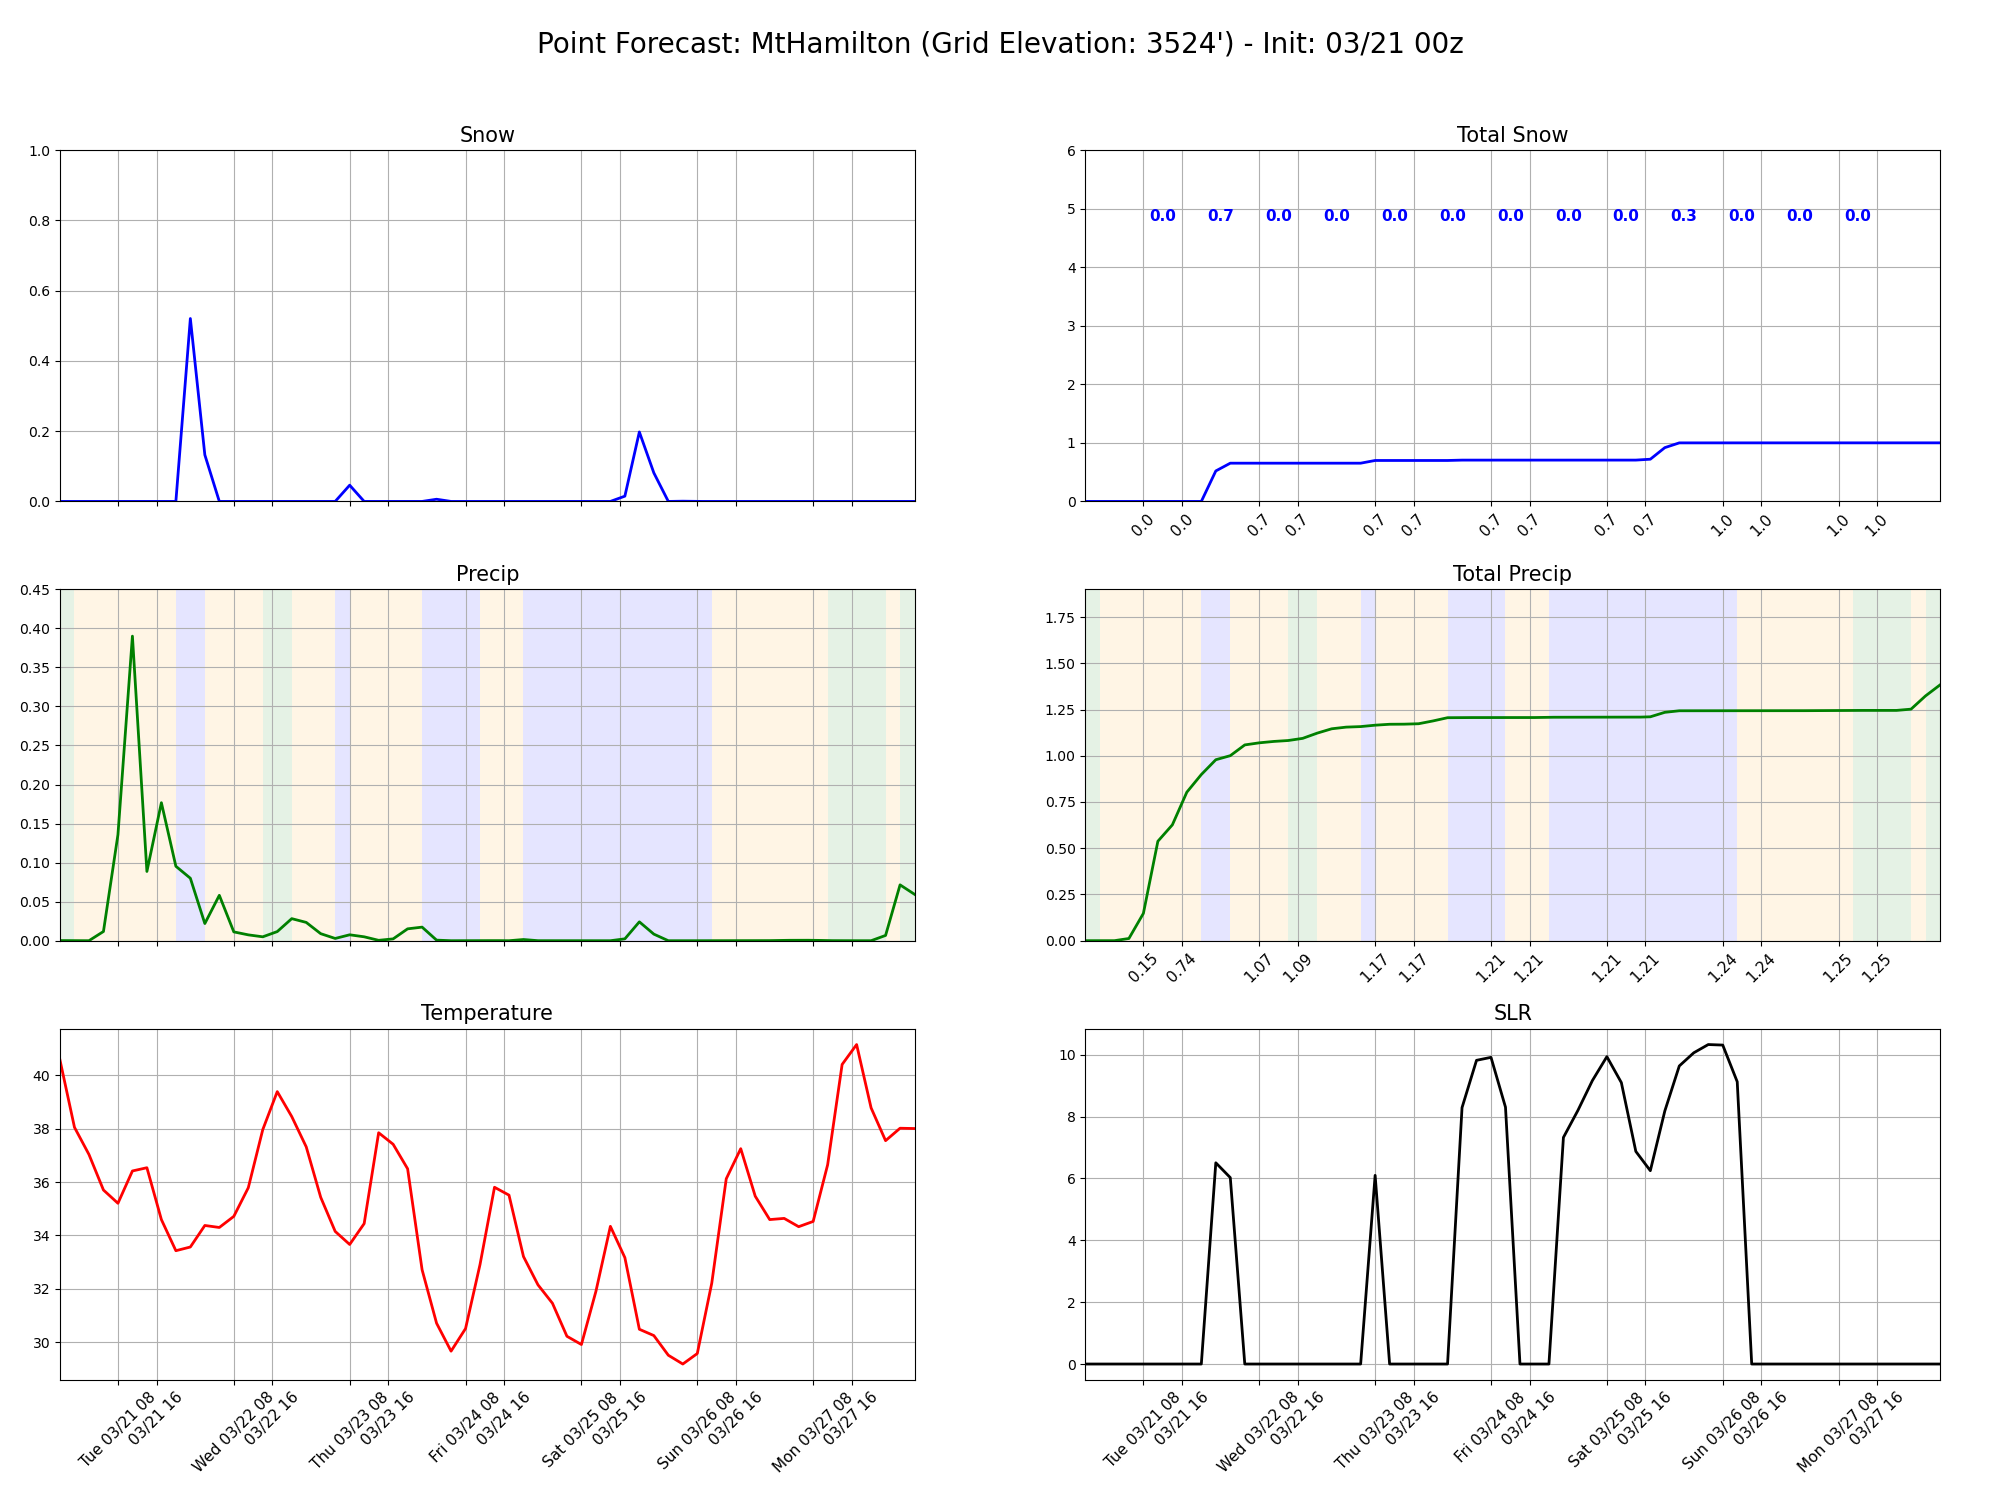 Point Forecast: MtHamilton (Grid Elevation: 3524') - Init: 03/21 00z
Snow
1.0
0.8
0.6
0.4
0.2
0.0
Total Snow
6
5
4
3
2
1
0
0.0 0.7 0.0 0.0 0.0 0.0 0.0 0.0 0.0 0.3 0.0 0.0 0.0
0.0 0.0 0.7 0.7 0.7 0.7 0.7 0.7 0.7 0.7 1.0 1.0 1.0 1.0
Precip
0.45
0.40
0.35
0.30
0.25
0.20
0.15
0.10
0.05
0.00
Total Precip
1.75
1.50
1.25
1.00
0.75
0.50
0.25
0.00
0.15 0.74 1.07 1.09 1.17 1.17 1.21 1.21 1.21 1.21 1.24 1.24 1.25 1.25
Temperature
40
38
36
34
32
30
Tue 03/21 08
03/21 16
Wed 03/22 08
03/22 16
Thu 03/23 08
03/23 16
Fri 03/24 08
03/24 16
Sat 03/25 08
03/25 16
Sun 03/26 08
03/26 16
Mon 03/27 08
03/27 16
SLR
10
8
6
4
2
0
Tue 03/21 08
03/21 16
Wed 03/22 08
03/22 16
Thu 03/23 08
03/23 16
Fri 03/24 08
03/24 16
Sat 03/25 08
03/25 16
Sun 03/26 08
03/26 16
Mon 03/27 08
03/27 16